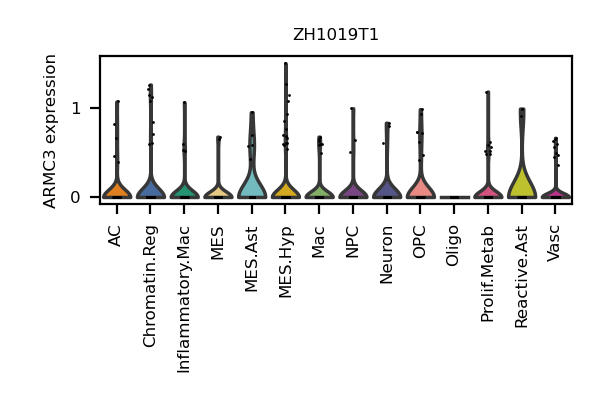 ZH1019T1
ARMC3 expression
1
0
AC
Chromatin.Reg
Inflammatory.Mac
MES
MES.Ast
MES.Hyp
Mac
NPC
Neuron
OPC
Oligo
Prolif.Metab
Reactive.Ast
Vasc